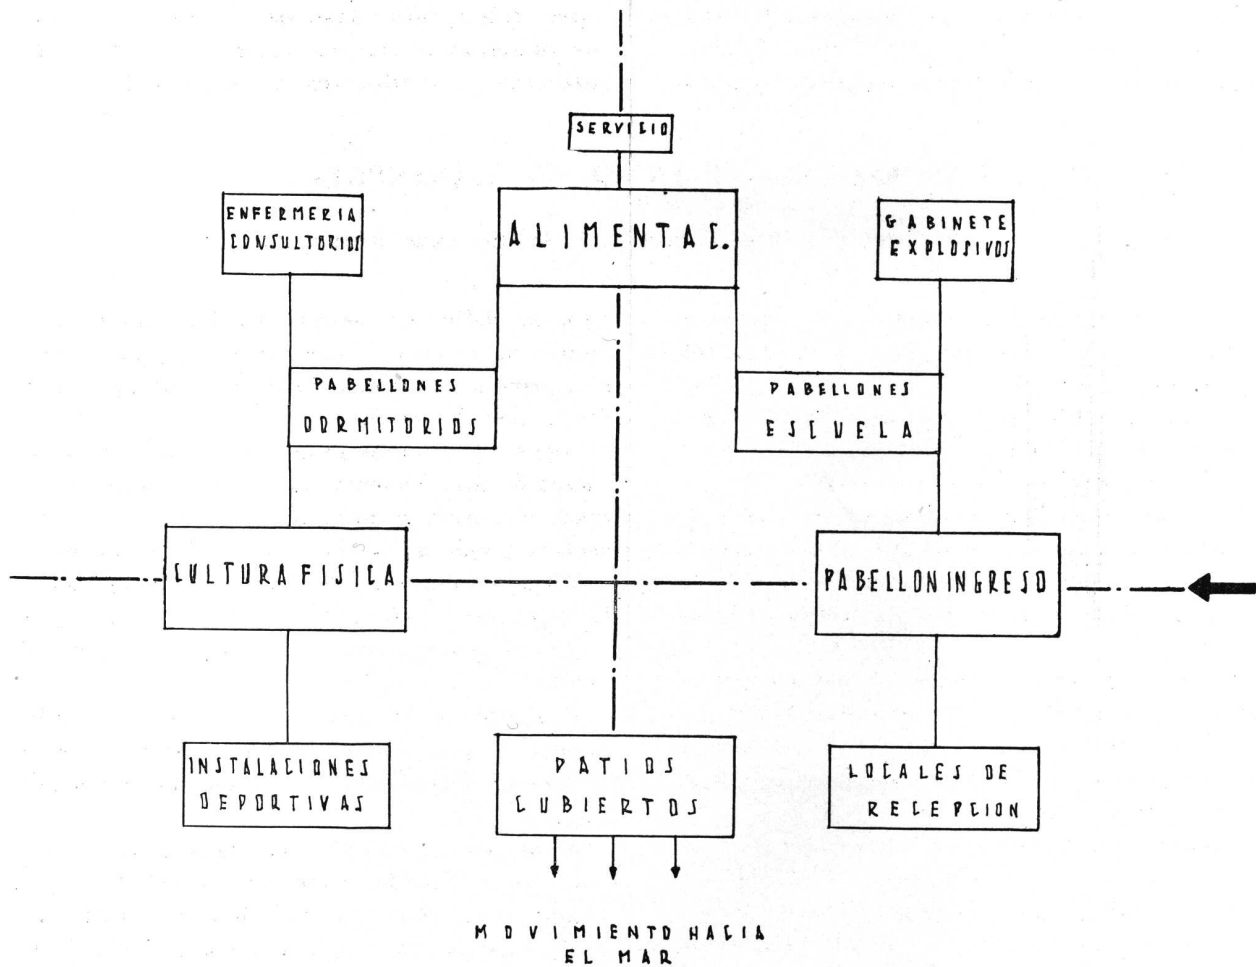 SERVICIO
ENFERMERIA
CONSULTORIOS
ALIMENTAC.
GABINETE
EXPLOSIVOS
PABELLONES
DORMITORIOS
PABELLONES
ESCUELA
CULTURA FISICA
PABELLON INGRESO
INSTALACIONES
DEPORTIVAS
PATIOS
CUBIERTOS
LOCALES DE
RECEPCION
MOVIMIENTO HACIA
EL MAR